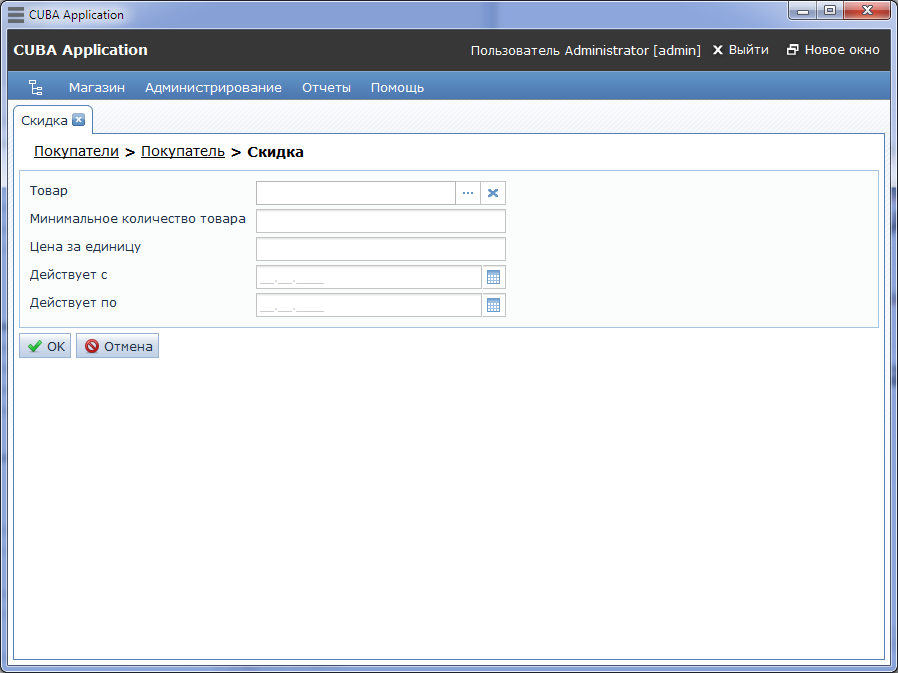 CUBA Application
CUBA Application Пользователь Administrator [admin] Выйти Новое окно
Магазин Администрирование Отчеты Помощь
Скидка
Покупатели > Покупатель > Скидка
Товар ...
Минимальное количество товара
Цена за единицу
Действует с __.__.____
Действует по __.__.____
OK Отмена